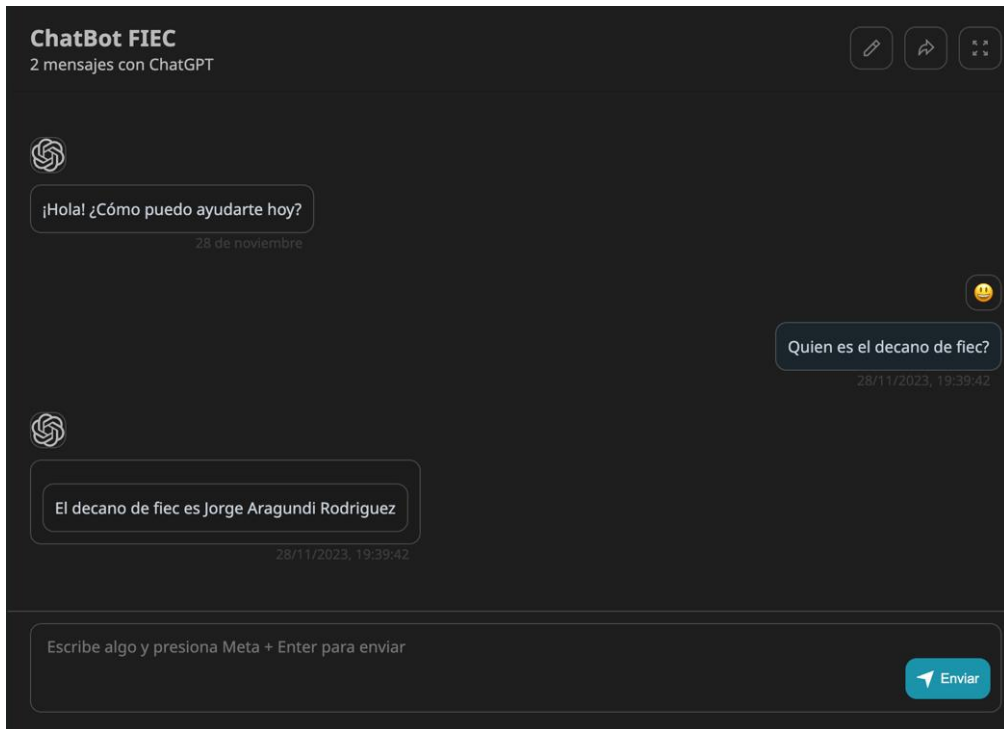 ChatBot FIEC
2 mensajes con ChatGPT
¡Hola! ¿Cómo puedo ayudarte hoy?
28 de noviembre
Quien es el decano de fiec?
28/11/2023, 19:39:42
El decano de fiec es Jorge Aragundi Rodriguez
28/11/2023, 19:39:42
Escribe algo y presiona Meta + Enter para enviar
Enviar